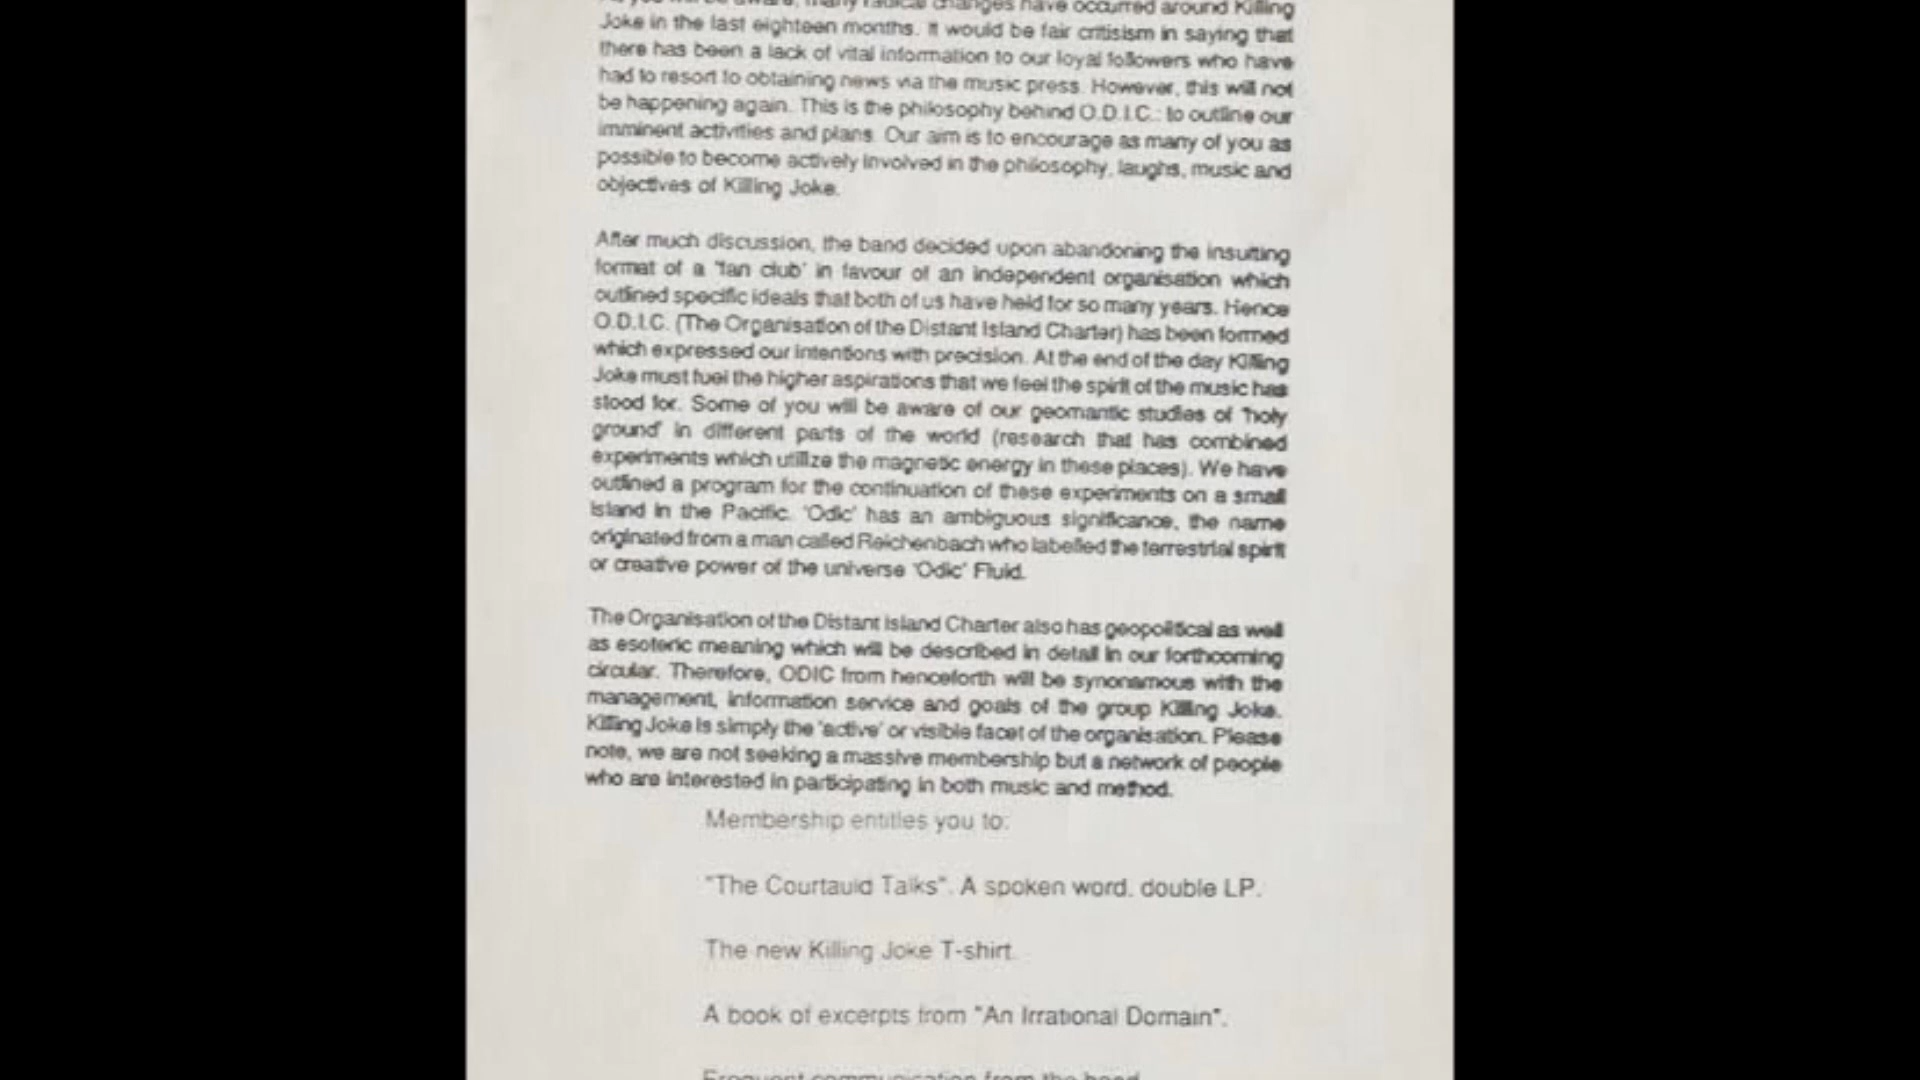 As you will be aware, many radical changes have occurred around Killing
Joke in the last eighteen months. It would be fair critisism in saying that
there has been a lack of vital information to our loyal followers who have
had to resort to obtaining news via the music press. However, this will not
be happening again. This is the philosophy behind O.D.I.C.: to outline our
imminent activities and plans. Our aim is to encourage as many of you as
possible to become actively involved in the philosophy, laughs, music and
objectives of Killing Joke.
After much discussion, the band decided upon abandoning the insulting
format of a 'fan club' in favour of an independent organisation which
outlined specific ideals that both of us have held for so many years. Hence
O.D.I.C. (The Organisation of the Distant Island Charter) has been formed
which expressed our intentions with precision. At the end of the day Killing
Joke must fuel the higher aspirations that we feel the spirit of the music has
stood for. Some of you will be aware of our geomantic studies of 'holy
ground' in different parts of the world (research that has combined
experiments which utilize the magnetic energy in these places). We have
outlined a program for the continuation of these experiments on a small
island in the Pacific. 'Odic' has an ambiguous significance, the name
originated from a man called Reichenbach who labelled the terrestrial spirit
or creative power of the universe 'Odic' Fluid.
The Organisation of the Distant Island Charter also has geopolitical as well
as esoteric meaning which will be described in detail in our forthcoming
circular. Therefore, ODIC from henceforth will be synonamous with the
management, information service and goals of the group Killing Joke.
Killing Joke is simply the 'active' or visible facet of the organisation. Please
note, we are not seeking a massive membership but a network of people
who are interested in participating in both music and method.
Membership entitles you to:
"The Courtauld Talks". A spoken word, double LP.
The new Killing Joke T-shirt.
A book of excerpts from "An Irrational Domain".
Frequent communication from the band